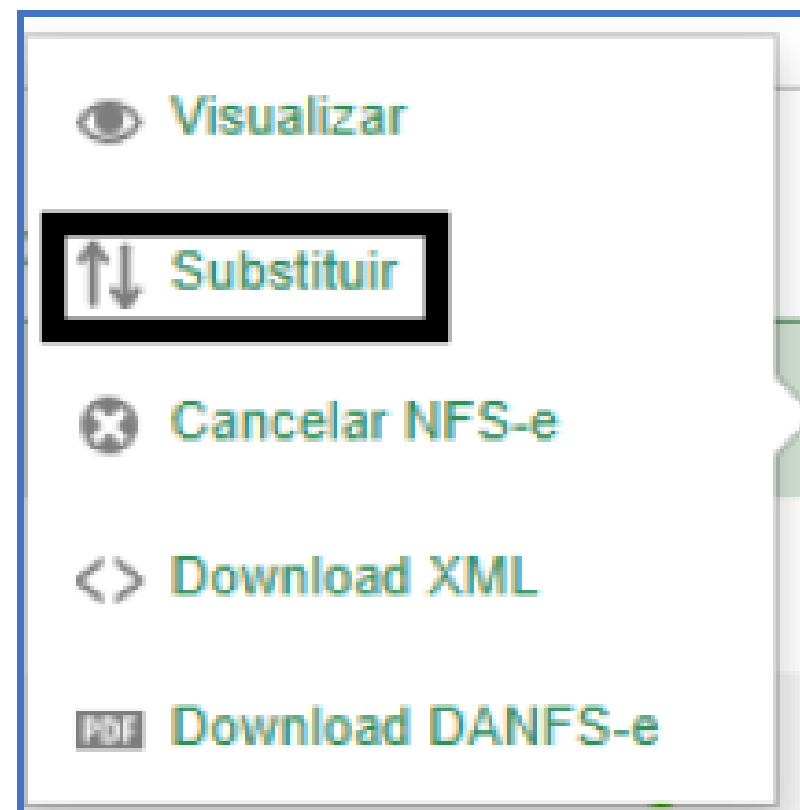 Visualizar
Substituir
Cancelar NFS-e
Download XML
PDF Download DANFS-e